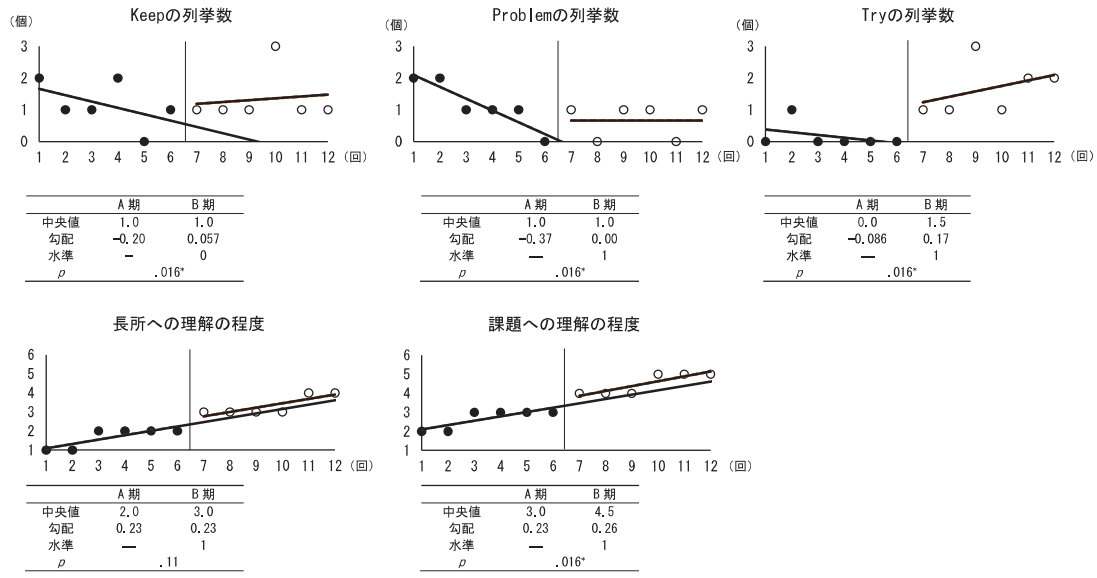 Keepの列挙数
(個)
3
2
1
0
1 2 3 4 5 6 7 8 9 10 11 12 (回)
A期 B期
中央値 1.0 1.0
勾配 -0.20 0.057
水準 - 0
p .016*
Problemの列挙数
(個)
3
2
1
0
1 2 3 4 5 6 7 8 9 10 11 12 (回)
A期 B期
中央値 1.0 1.0
勾配 -0.37 0.00
水準 — 1
p .016*
Tryの列挙数
(個)
3
2
1
0
1 2 3 4 5 6 7 8 9 10 11 12 (回)
A期 B期
中央値 0.0 1.5
勾配 -0.086 0.17
水準 — 1
p .016*
長所への理解の程度
6
5
4
3
2
1
1 2 3 4 5 6 7 8 9 10 11 12 (回)
A期 B期
中央値 2.0 3.0
勾配 0.23 0.23
水準 — 1
p .11
課題への理解の程度
6
5
4
3
2
1
1 2 3 4 5 6 7 8 9 10 11 12 (回)
A期 B期
中央値 3.0 4.5
勾配 0.23 0.26
水準 — 1
p .016*